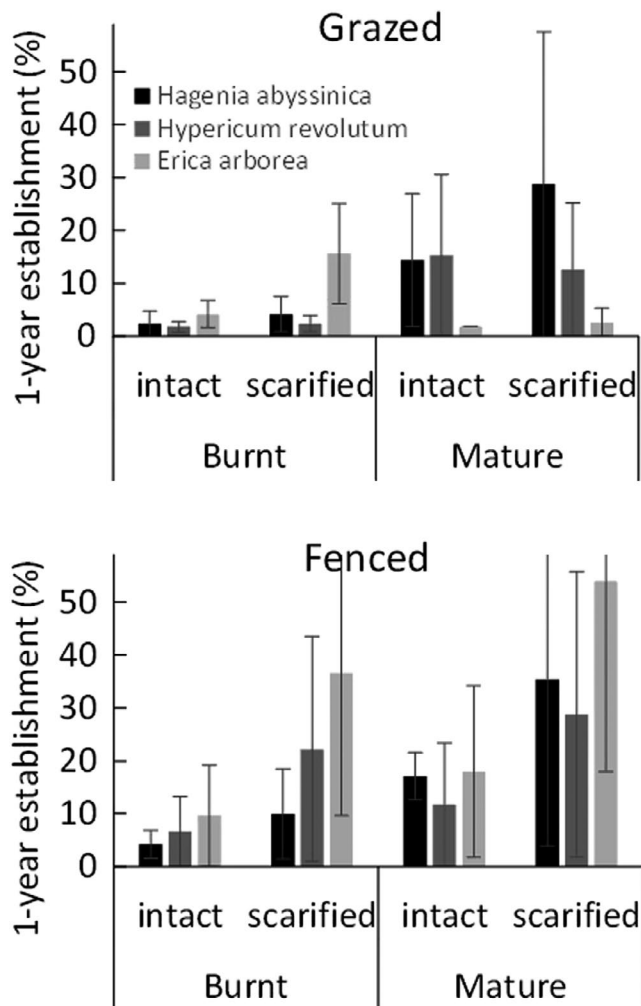 Grazed
1-year establishment (%)
50
40
30
20
10
0
Hagenia abyssinica
Hypericum revolutum
Erica arborea
intact scarified intact scarified
Burnt Mature
Fenced
1-year establishment (%)
50
40
30
20
10
0
intact scarified intact scarified
Burnt Mature